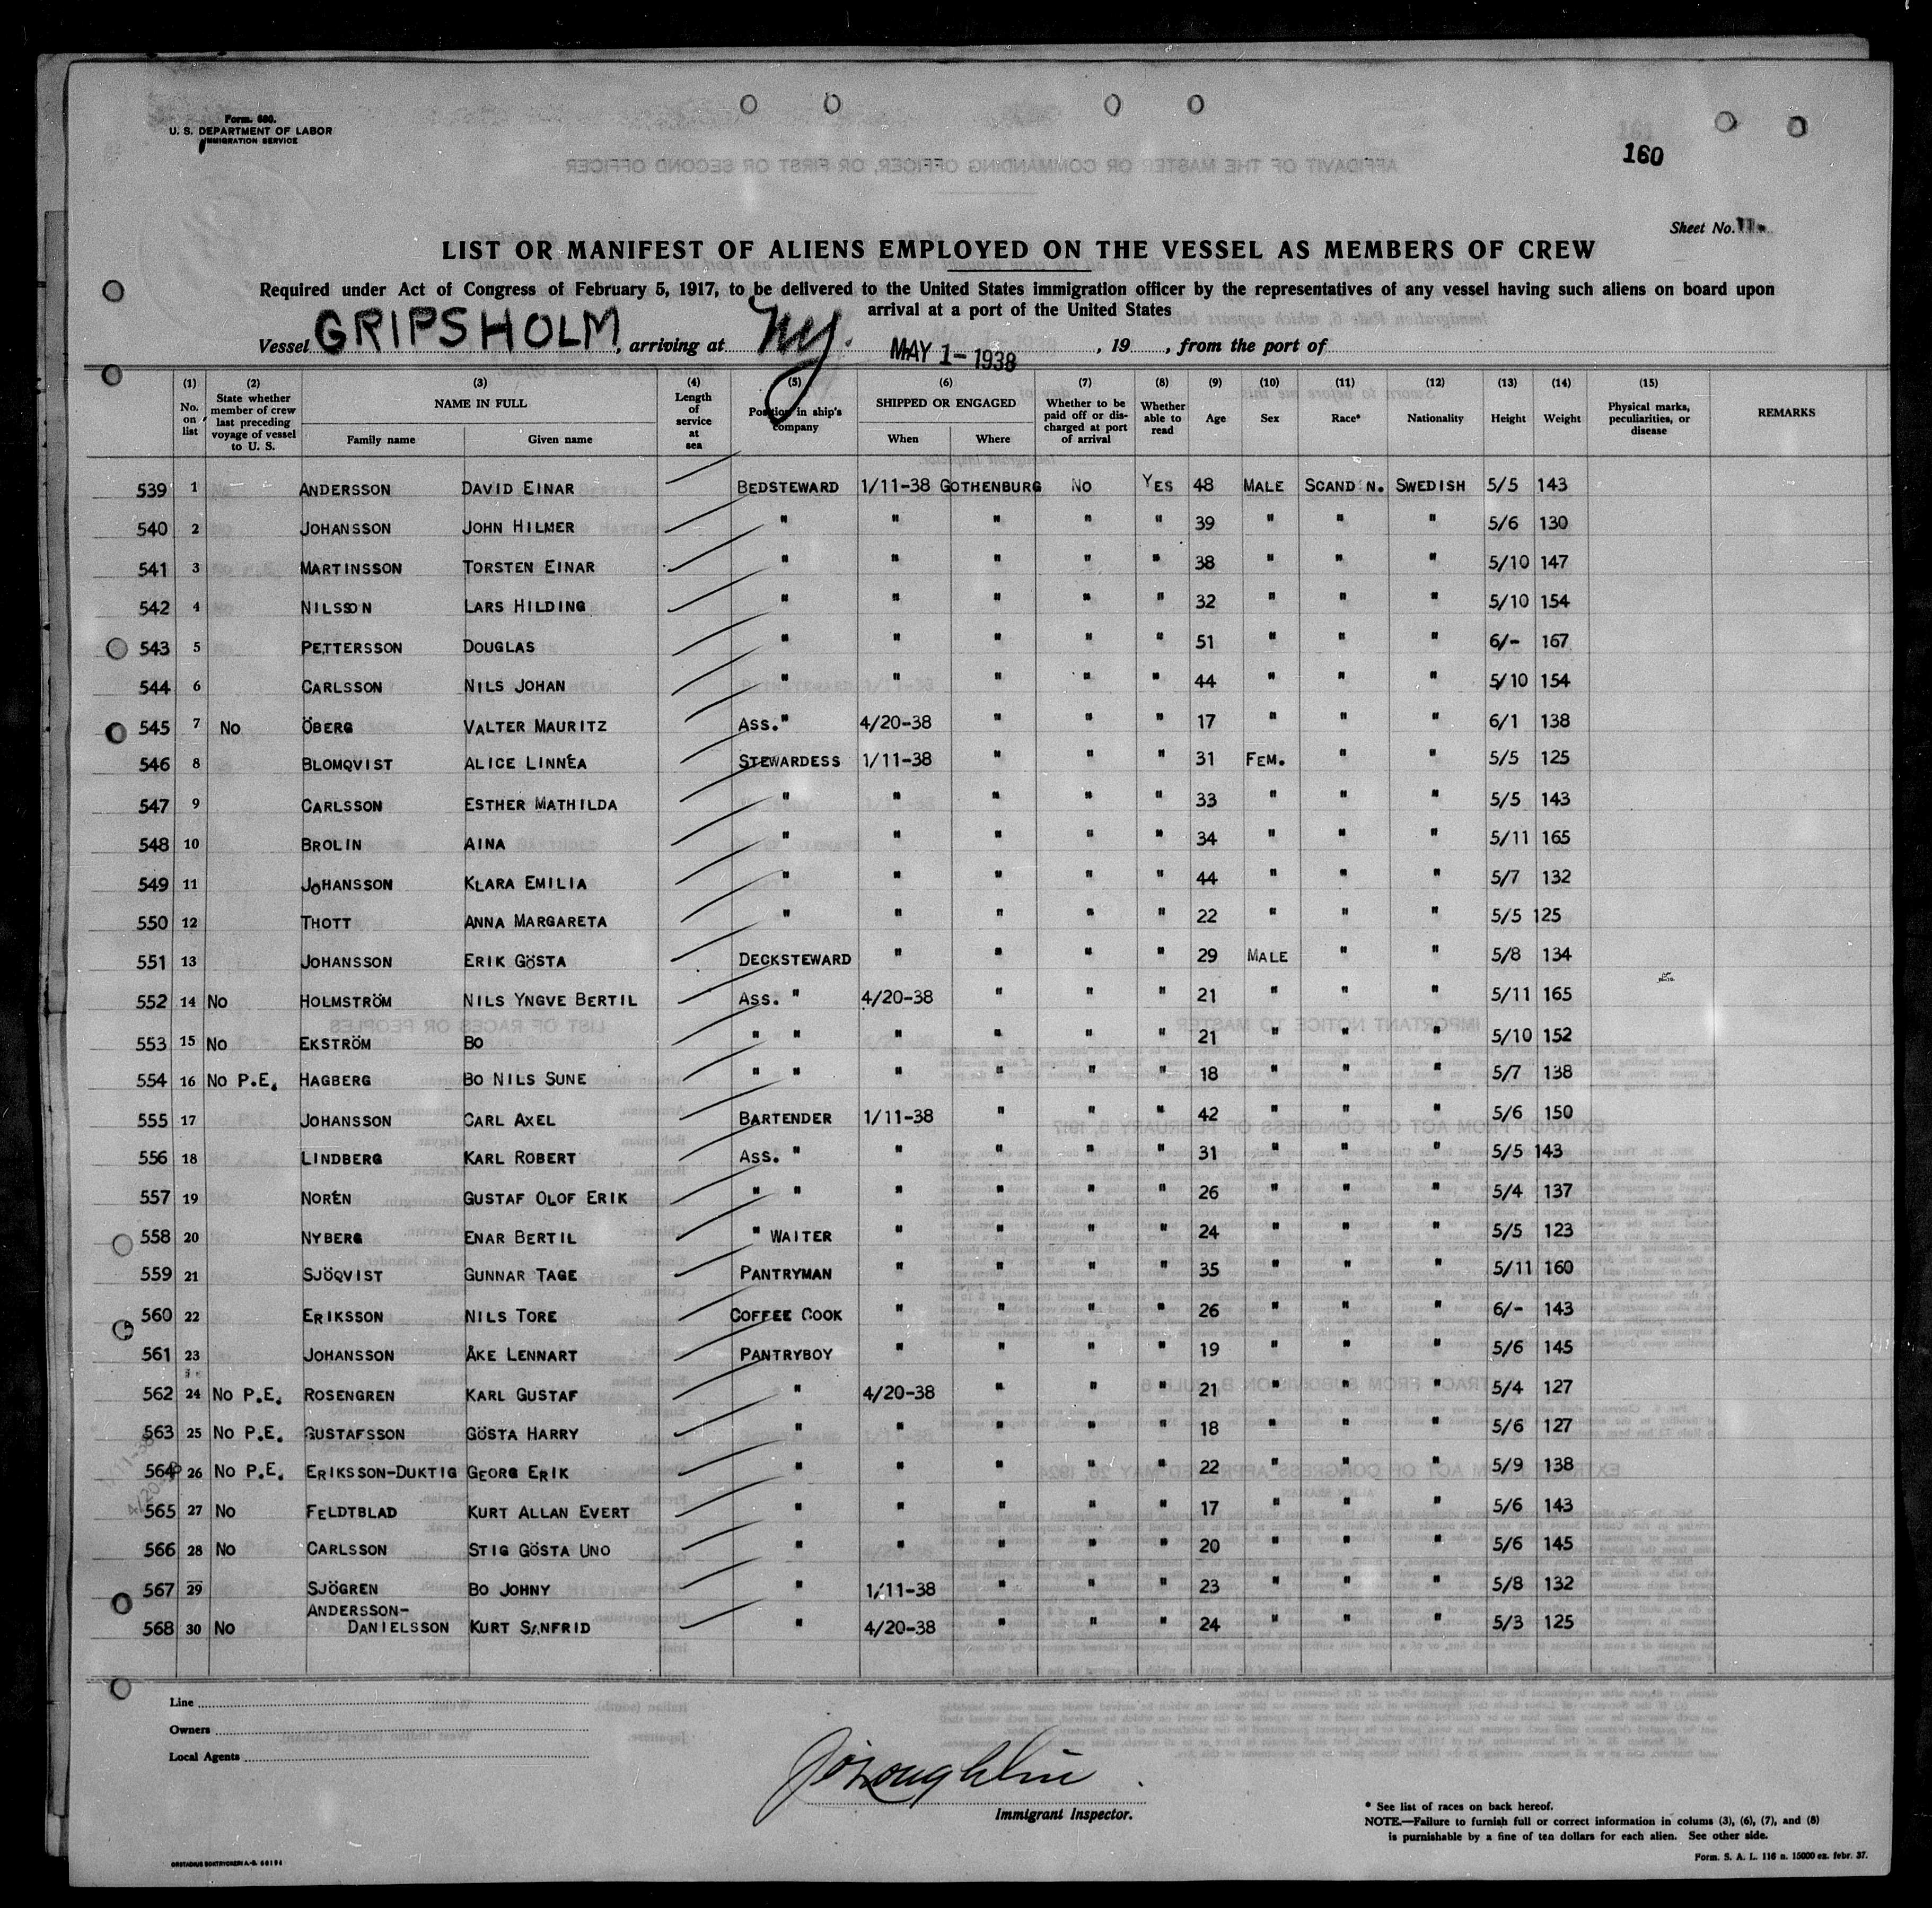 Form. 680.
U. S. DEPARTMENT OF LABOR
IMMIGRATION SERVICE
160
Sheet No. 11.
LIST OR MANIFEST OF ALIENS EMPLOYED ON THE VESSEL AS MEMBERS OF CREW
Required under Act of Congress of February 5, 1917, to be delivered to the United States immigration officer by the representatives of any vessel having such aliens on board upon
arrival at a port of the United States
Vessel GRIPSHOLM, arriving at Ny. MAY 1-1938, 19, from the port of
(1) (2) (3) (4) (5) (6) (7) (8) (9) (10) (11) (12) (13) (14) (15)
No. on list State whether member of crew last preceding voyage of vessel to U. S. NAME IN FULL Family name Given name Length of service at sea Position in ship's company SHIPPED OR ENGAGED When Where Whether to be paid off or discharged at port of arrival Whether able to read Age Sex Race* Nationality Height Weight Physical marks, peculiarities, or disease REMARKS
539 1 ANDERSSON DAVID EINAR BEDSTEWARD 1/11-38 GOTHENBURG NO YES 48 MALE SCAND'N. SWEDISH 5/5 143
540 2 JOHANSSON JOHN HILMER " " " " " 39 " " " 5/6 130
541 3 MARTINSSON TORSTEN EINAR " " " " " 38 " " " 5/10 147
542 4 NILSSON LARS HILDING " " " " " 32 " " " 5/10 154
543 5 PETTERSSON DOUGLAS " " " " " 51 " " " 6/- 167
544 6 CARLSSON NILS JOHAN " " " " " 44 " " " 5/10 154
545 7 NO ÖBERG VALTER MAURITZ ASS." 4/20-38 " " " 17 " " " 6/1 138
546 8 BLOMQVIST ALICE LINNÉA STEWARDESS 1/11-38 " " " 31 FEM. " " 5/5 125
547 9 CARLSSON ESTHER MATHILDA " " " " " 33 " " " 5/5 143
548 10 BROLIN AINA " " " " " 34 " " " 5/11 165
549 11 JOHANSSON KLARA EMILIA " " " " " 44 " " " 5/7 132
550 12 THOTT ANNA MARGARETA " " " " " 22 " " " 5/5 125
551 13 JOHANSSON ERIK GÖSTA DECKSTEWARD " " " " 29 MALE " " 5/8 134
552 14 NO HOLMSTRÖM NILS YNGVE BERTIL ASS. " 4/20-38 " " " 21 " " " 5/11 165
553 15 NO EKSTRÖM BO " " " " " " 21 " " " 5/10 152
554 16 NO P.E. HAGBERG BO NILS SUNE " " " " " " 18 " " " 5/7 138
555 17 JOHANSSON CARL AXEL BARTENDER 1/11-38 " " " 42 " " " 5/6 150
556 18 LINDBERG KARL ROBERT ASS. " " " " " 31 " " " 5/5 143
557 19 NORÉN GUSTAF OLOF ERIK " " " " " " 26 " " " 5/4 137
558 20 NYBERG ENAR BERTIL " WAITER " " " " 24 " " " 5/5 123
559 21 SJÖQVIST GUNNAR TAGE PANTRYMAN " " " " 35 " " " 5/11 160
560 22 ERIKSSON NILS TORE COFFEE COOK " " " " 26 " " " 6/- 143
561 23 JOHANSSON ÅKE LENNART PANTRYBOY " " " " 19 " " " 5/6 145
562 24 NO P.E. ROSENGREN KARL GUSTAF " 4/20-38 " " " 21 " " " 5/4 127
563 25 NO P.E. GUSTAFSSON GÖSTA HARRY " " " " " 18 " " " 5/6 127
564 26 NO P.E. ERIKSSON-DUKTIG GEORG ERIK " " " " " 22 " " " 5/9 138
565 27 NO FELDTBLAD KURT ALLAN EVERT " " " " " 17 " " " 5/6 143
566 28 NO CARLSSON STIG GÖSTA UNO " " " " " 20 " " " 5/6 145
567 29 SJÖGREN BO JOHNY " 1/11-38 " " " 23 " " " 5/8 132
ANDERSSON-
568 30 NO DANIELSSON KURT SANFRID " 4/20-38 " " " 24 " " " 5/3 125
Line
Owners
Local Agents
Immigrant Inspector.
* See list of races on back hereof.
NOTE.—Failure to furnish full or correct information in colums (3), (6), (7), and (8)
is purnishable by a fine of ten dollars for each alien. See other side.
Form. S. A. L. 116 n. 15000 ex. febr. 37.